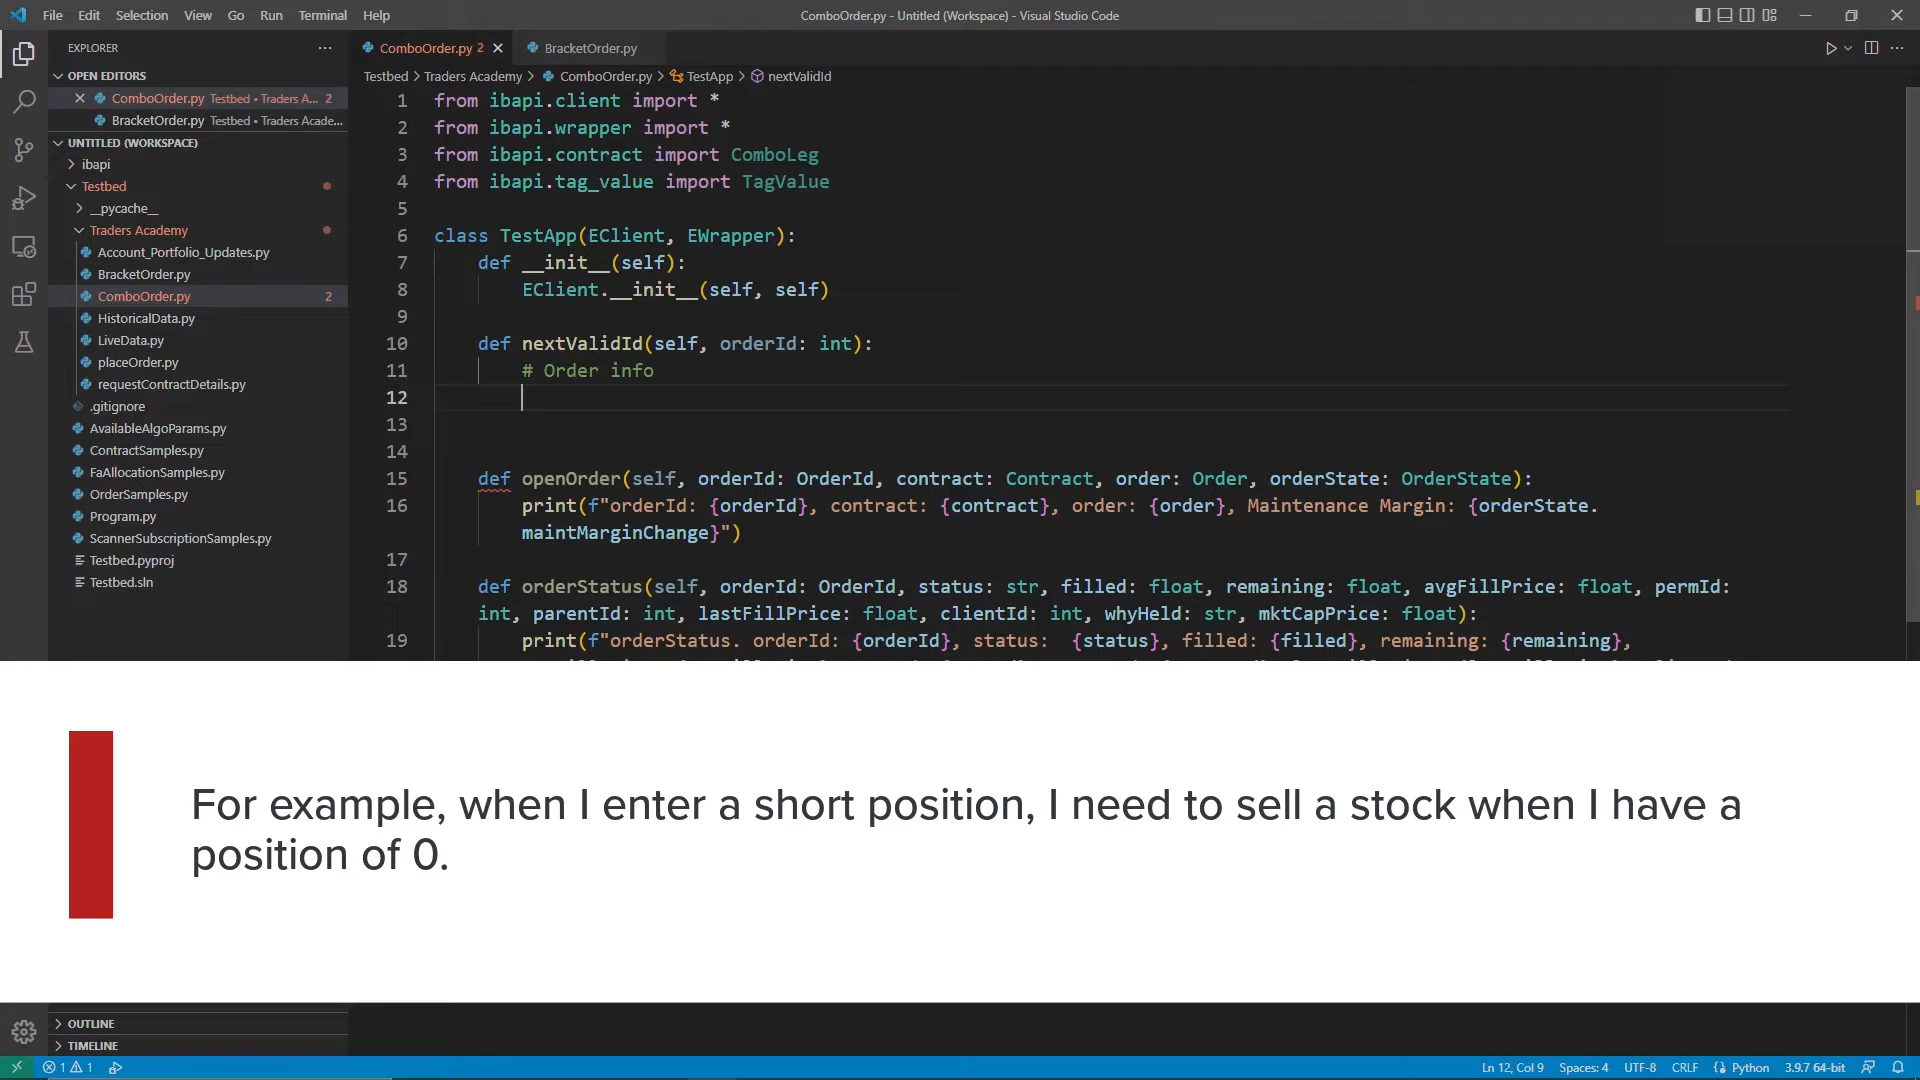 File Edit Selection View Go Run Terminal Help
ComboOrder.py - Untitled (Workspace) - Visual Studio Code
EXPLORER
OPEN EDITORS
ComboOrder.py Testbed • Traders A... 2
BracketOrder.py Testbed • Traders Acade...
UNTITLED (WORKSPACE)
ibapi
Testbed
__pycache__
Traders Academy
Account_Portfolio_Updates.py
BracketOrder.py
ComboOrder.py 2
HistoricalData.py
LiveData.py
placeOrder.py
requestContractDetails.py
.gitignore
AvailableAlgoParams.py
ContractSamples.py
FaAllocationSamples.py
OrderSamples.py
Program.py
ScannerSubscriptionSamples.py
Testbed.pyproj
Testbed.sln
ComboOrder.py 2 BracketOrder.py
Testbed > Traders Academy > ComboOrder.py > TestApp > nextValidId
1 from ibapi.client import *
2 from ibapi.wrapper import *
3 from ibapi.contract import ComboLeg
4 from ibapi.tag_value import TagValue
5
6 class TestApp(EClient, EWrapper):
7 def __init__(self):
8 EClient.__init__(self, self)
9
10 def nextValidId(self, orderId: int):
11 # Order info
12
13
14
15 def openOrder(self, orderId: OrderId, contract: Contract, order: Order, orderState: OrderState):
16 print(f"orderId: {orderId}, contract: {contract}, order: {order}, Maintenance Margin: {orderState.
maintMarginChange}")
17
18 def orderStatus(self, orderId: OrderId, status: str, filled: float, remaining: float, avgFillPrice: float, permId:
int, parentId: int, lastFillPrice: float, clientId: int, whyHeld: str, mktCapPrice: float):
19 print(f"orderStatus. orderId: {orderId}, status:  {status}, filled: {filled}, remaining: {remaining},
For example, when I enter a short position, I need to sell a stock when I have a
position of 0.
OUTLINE
TIMELINE
1 1
Ln 12, Col 9 Spaces: 4 UTF-8 CRLF Python 3.9.7 64-bit